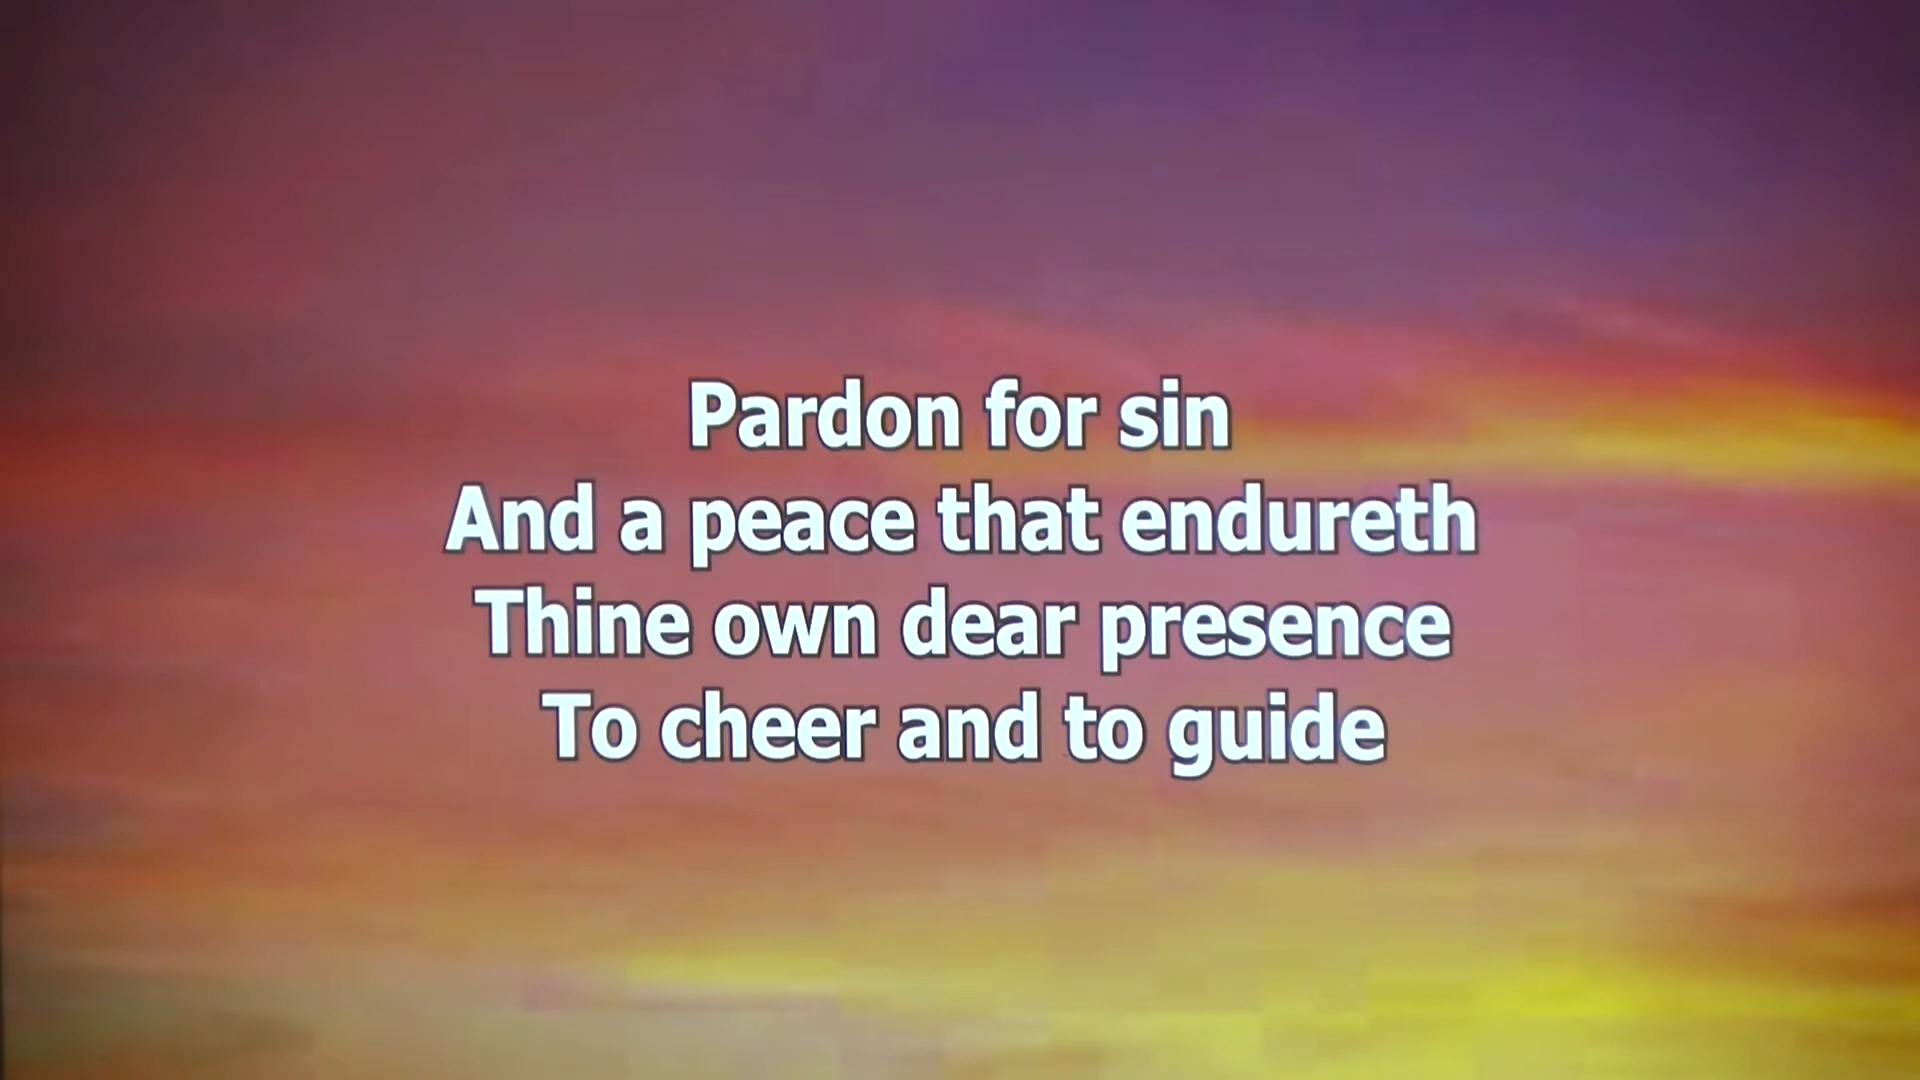 Pardon for sin
And a peace that endureth
Thine own dear presence
To cheer and to guide